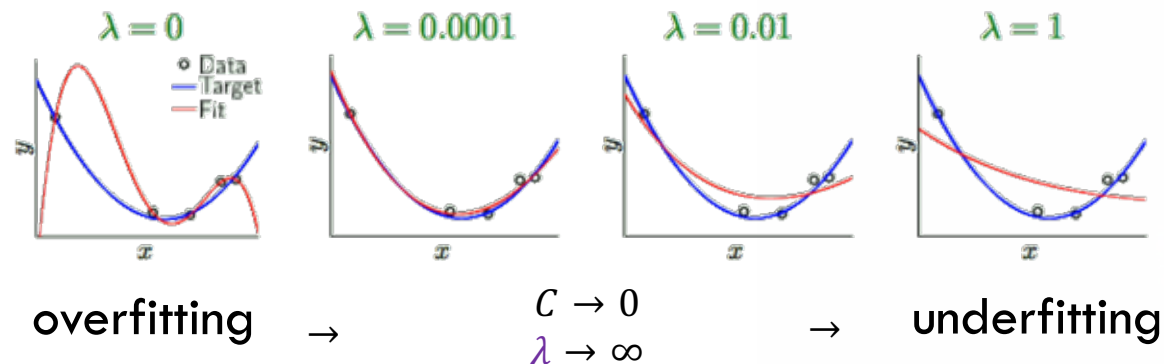 λ = 0
λ = 0.0001
λ = 0.01
λ = 1
Data
Target
Fit
y
x
y
x
y
x
y
x
overfitting → C → 0 → underfitting
λ → ∞